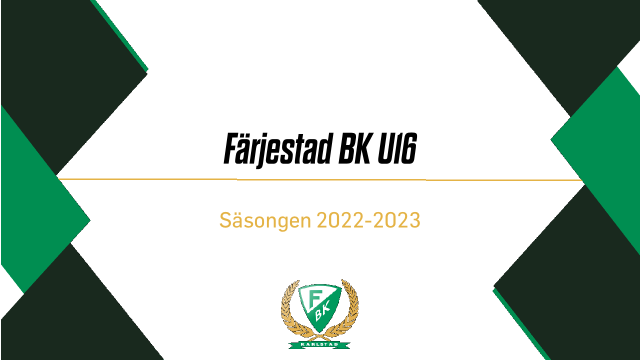 Färjestad BK U16
Säsongen 2022-2023
F
BK
KARLSTAD